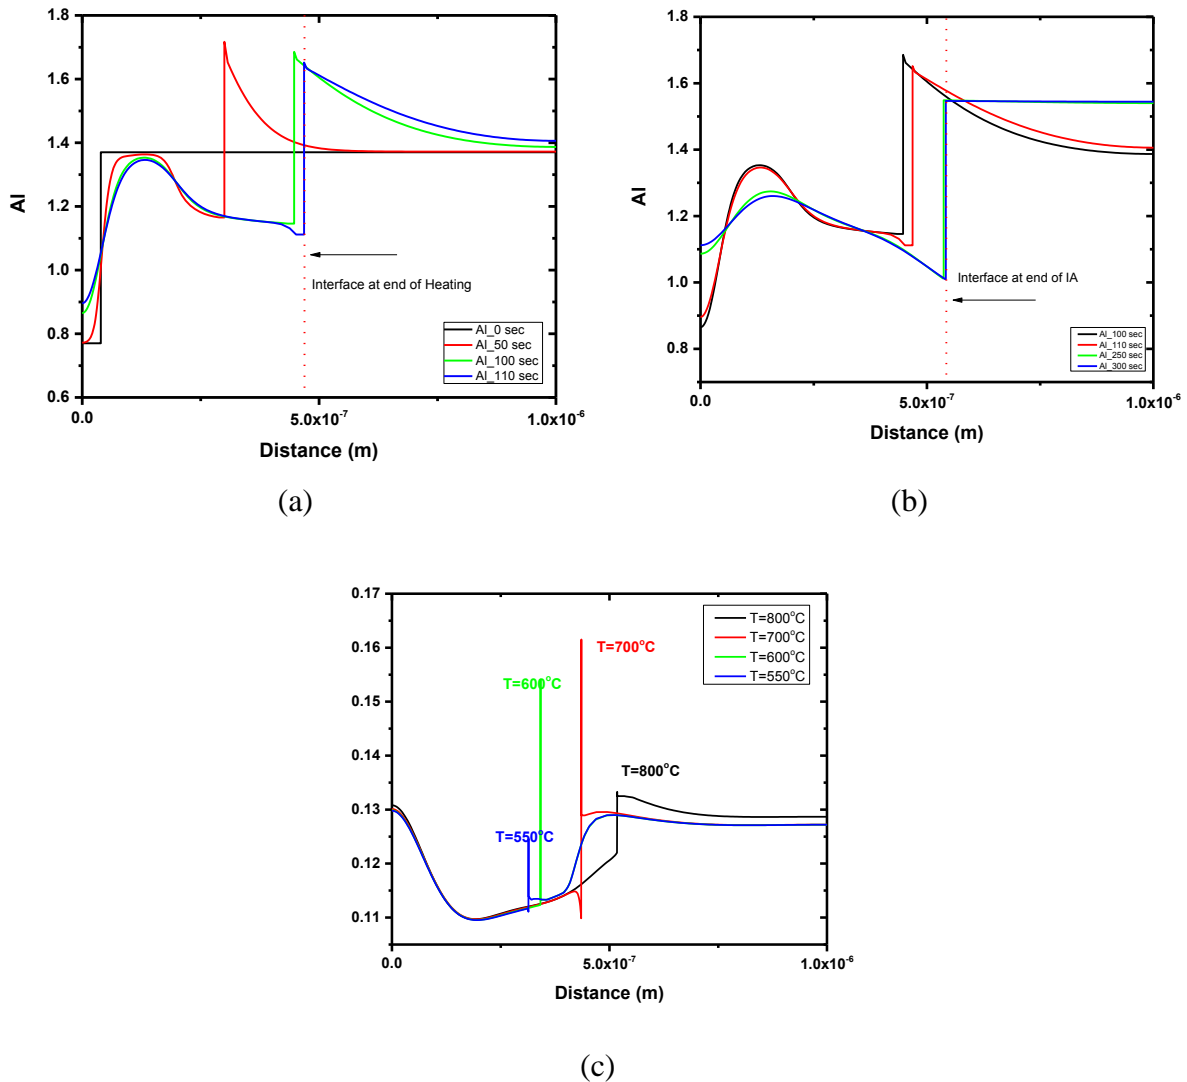 1.8
1.6
1.4
1.2
1.0
0.8
0.6
Al
0.0
5.0x10⁻⁷
1.0x10⁻⁶
Distance (m)
Interface at end of Heating
Al_0 sec
Al_50 sec
Al_100 sec
Al_110 sec
(a)
1.8
1.6
1.4
1.2
1.0
0.8
Al
0.0
5.0x10⁻⁷
1.0x10⁻⁶
Distance (m)
Interface at end of IA
Al_100 sec
Al_110 sec
Al_250 sec
Al_300 sec
(b)
0.17
0.16
0.15
0.14
0.13
0.12
0.11
0.0
5.0x10⁻⁷
1.0x10⁻⁶
Distance (m)
T=700°C
T=600°C
T=800°C
T=550°C
T=800°C
T=700°C
T=600°C
T=550°C
(c)